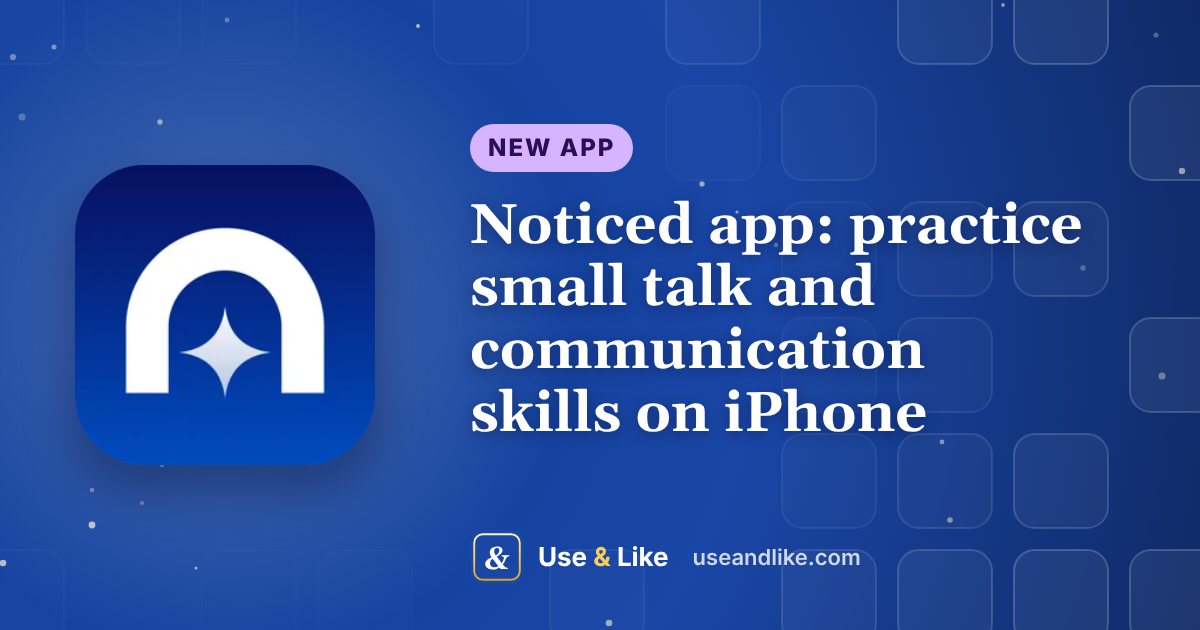 NEW APP
Noticed app: practice
small talk and
communication
skills on iPhone
& Use & Like useandlike.com